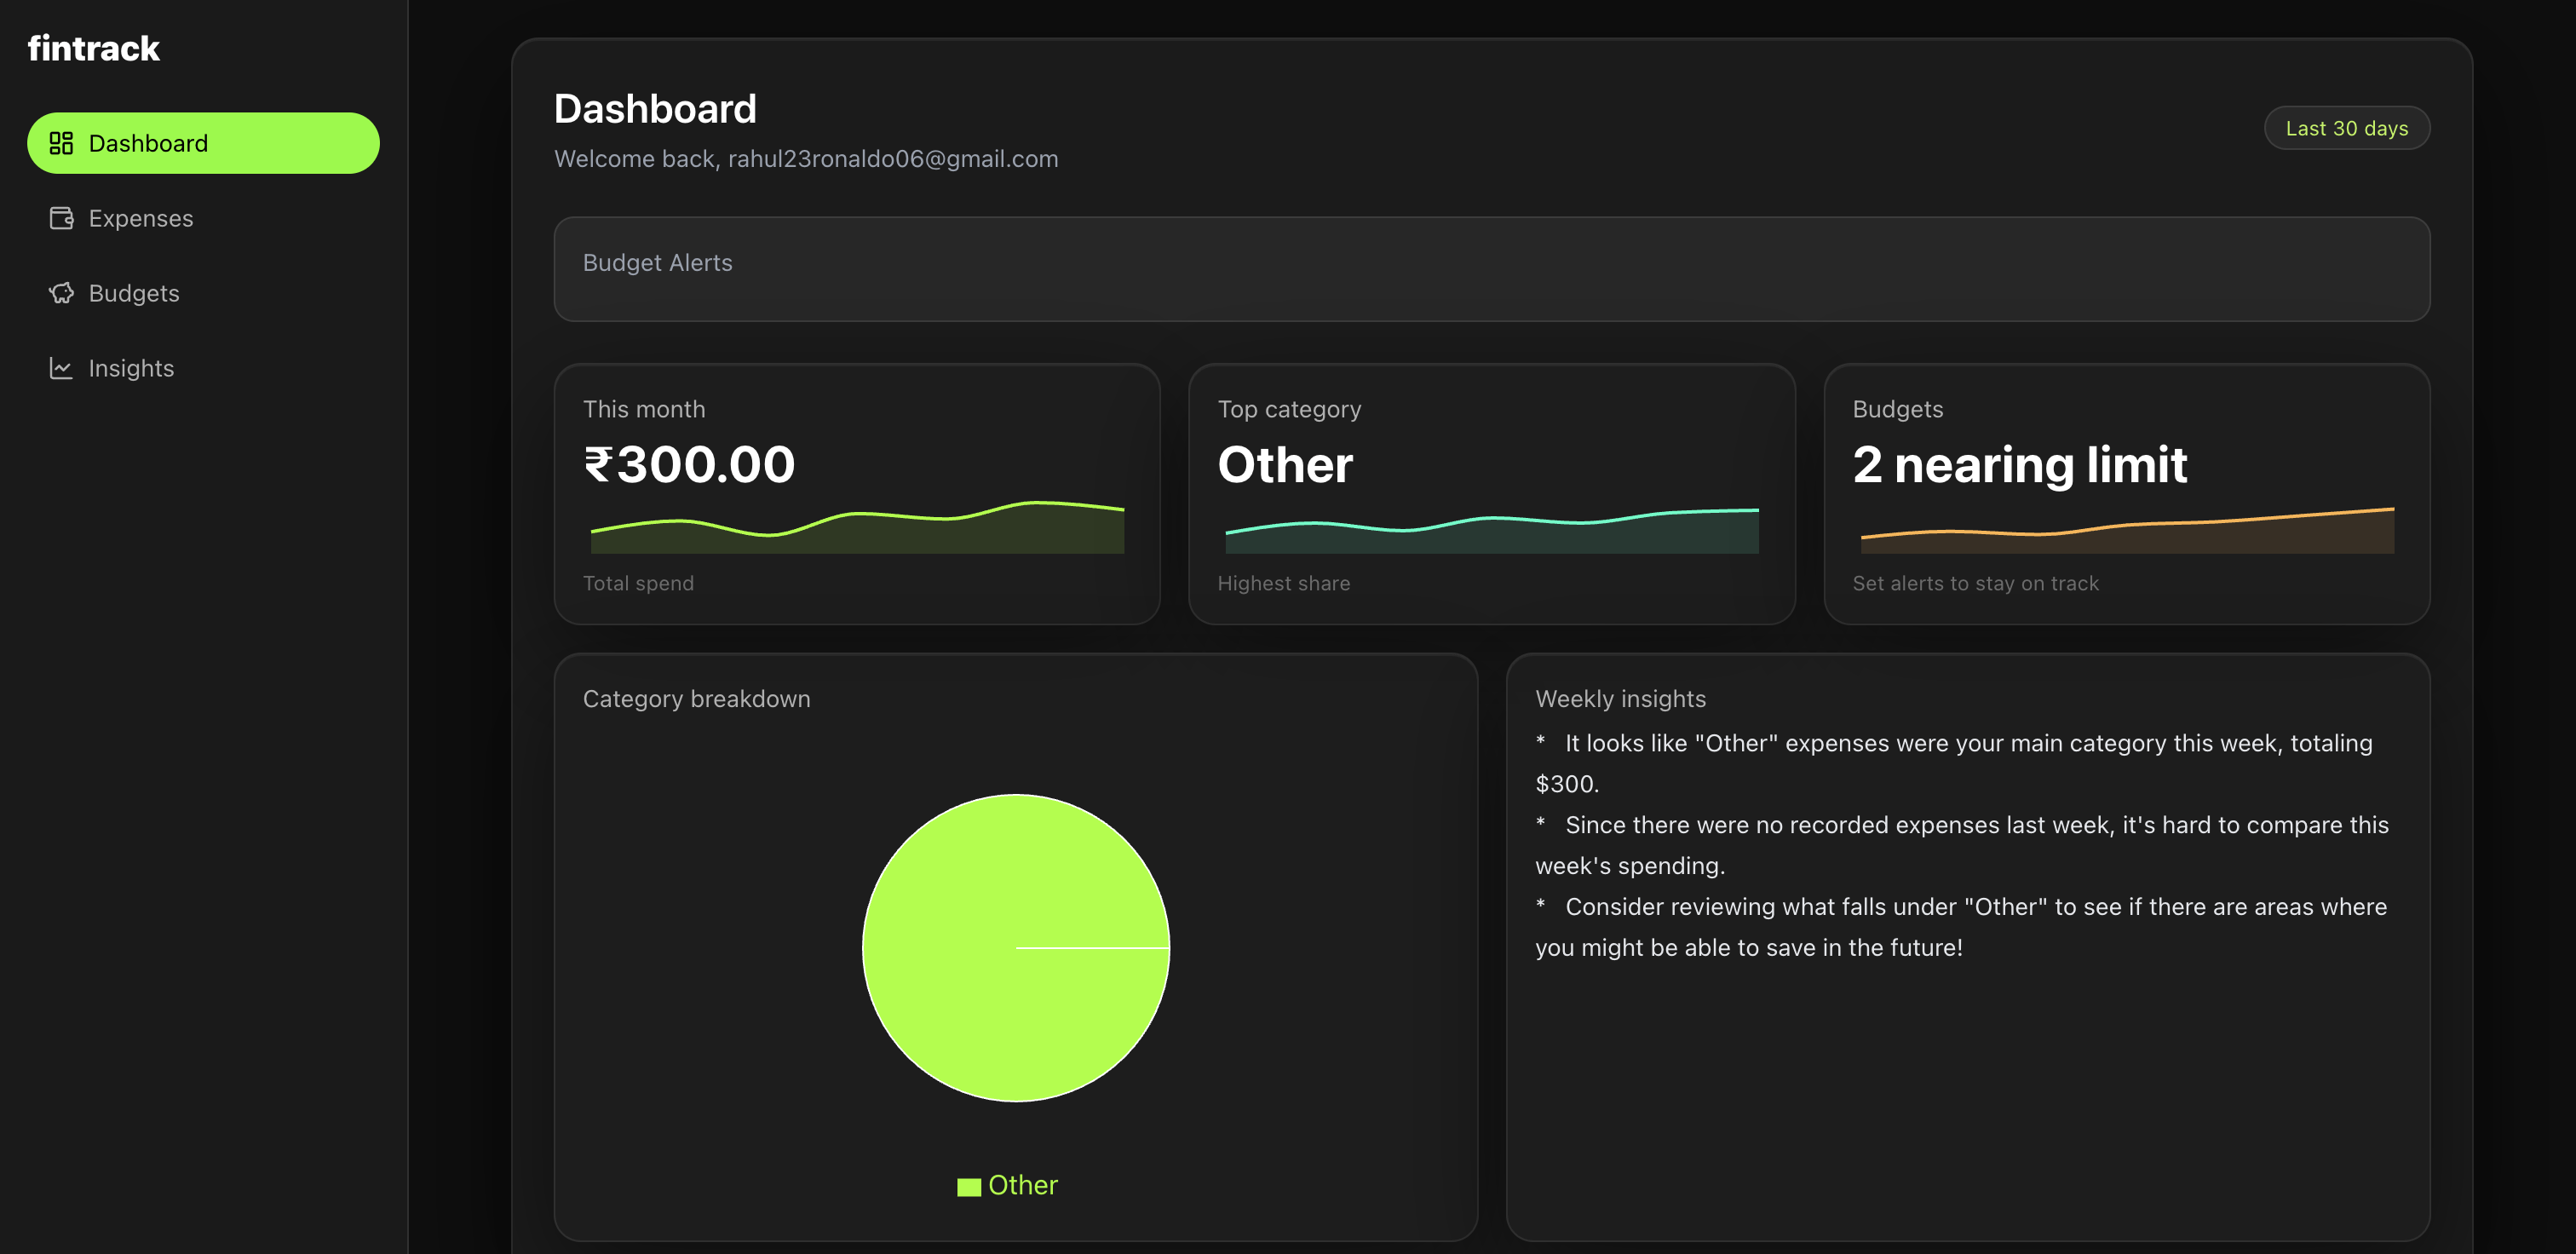 fintrack
Dashboard
Expenses
Budgets
Insights
Dashboard
Welcome back, rahul23ronaldo06@gmail.com
Last 30 days
Budget Alerts
This month
₹300.00
Total spend
Top category
Other
Highest share
Budgets
2 nearing limit
Set alerts to stay on track
Category breakdown
Other
Weekly insights
*   It looks like "Other" expenses were your main category this week, totaling
$300.
*   Since there were no recorded expenses last week, it's hard to compare this
week's spending.
*   Consider reviewing what falls under "Other" to see if there are areas where
you might be able to save in the future!